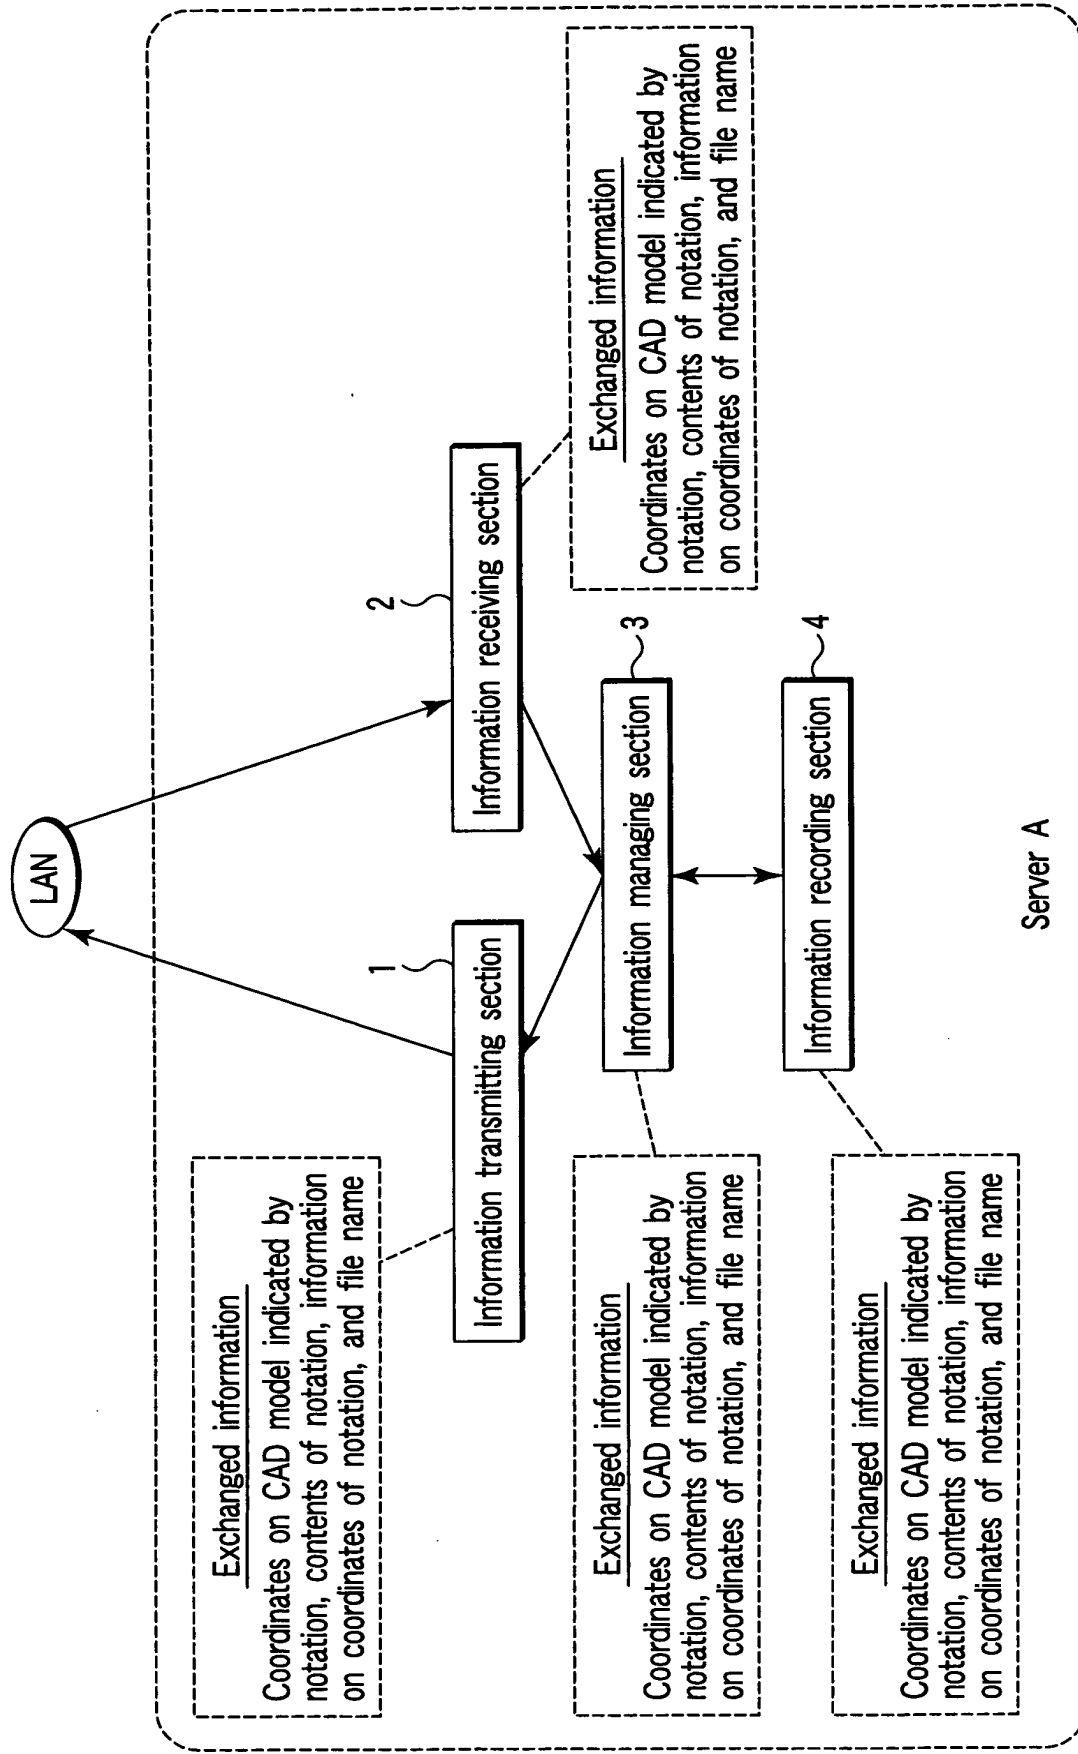 LAN
Exchanged information
Coordinates on CAD model indicated by
notation, contents of notation, information
on coordinates of notation, and file name
1
Information transmitting section
2
Information receiving section
Exchanged information
Coordinates on CAD model indicated by
notation, contents of notation, information
on coordinates of notation, and file name
Exchanged information
Coordinates on CAD model indicated by
notation, contents of notation, information
on coordinates of notation, and file name
3
Information managing section
Exchanged information
Coordinates on CAD model indicated by
notation, contents of notation, information
on coordinates of notation, and file name
4
Information recording section
Server A